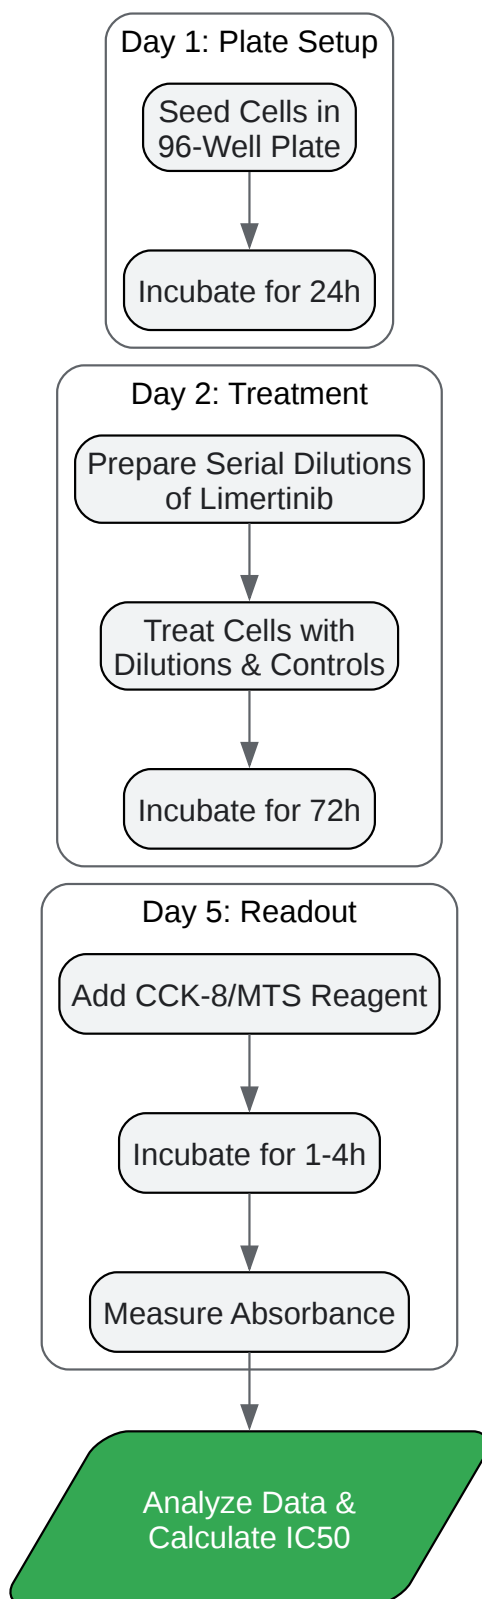 Day 1: Plate Setup
Seed Cells in
96-Well Plate
Incubate for 24h
Day 2: Treatment
Prepare Serial Dilutions
of Limertinib
Treat Cells with
Dilutions & Controls
Incubate for 72h
Day 5: Readout
Add CCK-8/MTS Reagent
Incubate for 1-4h
Measure Absorbance
Analyze Data &
Calculate IC50